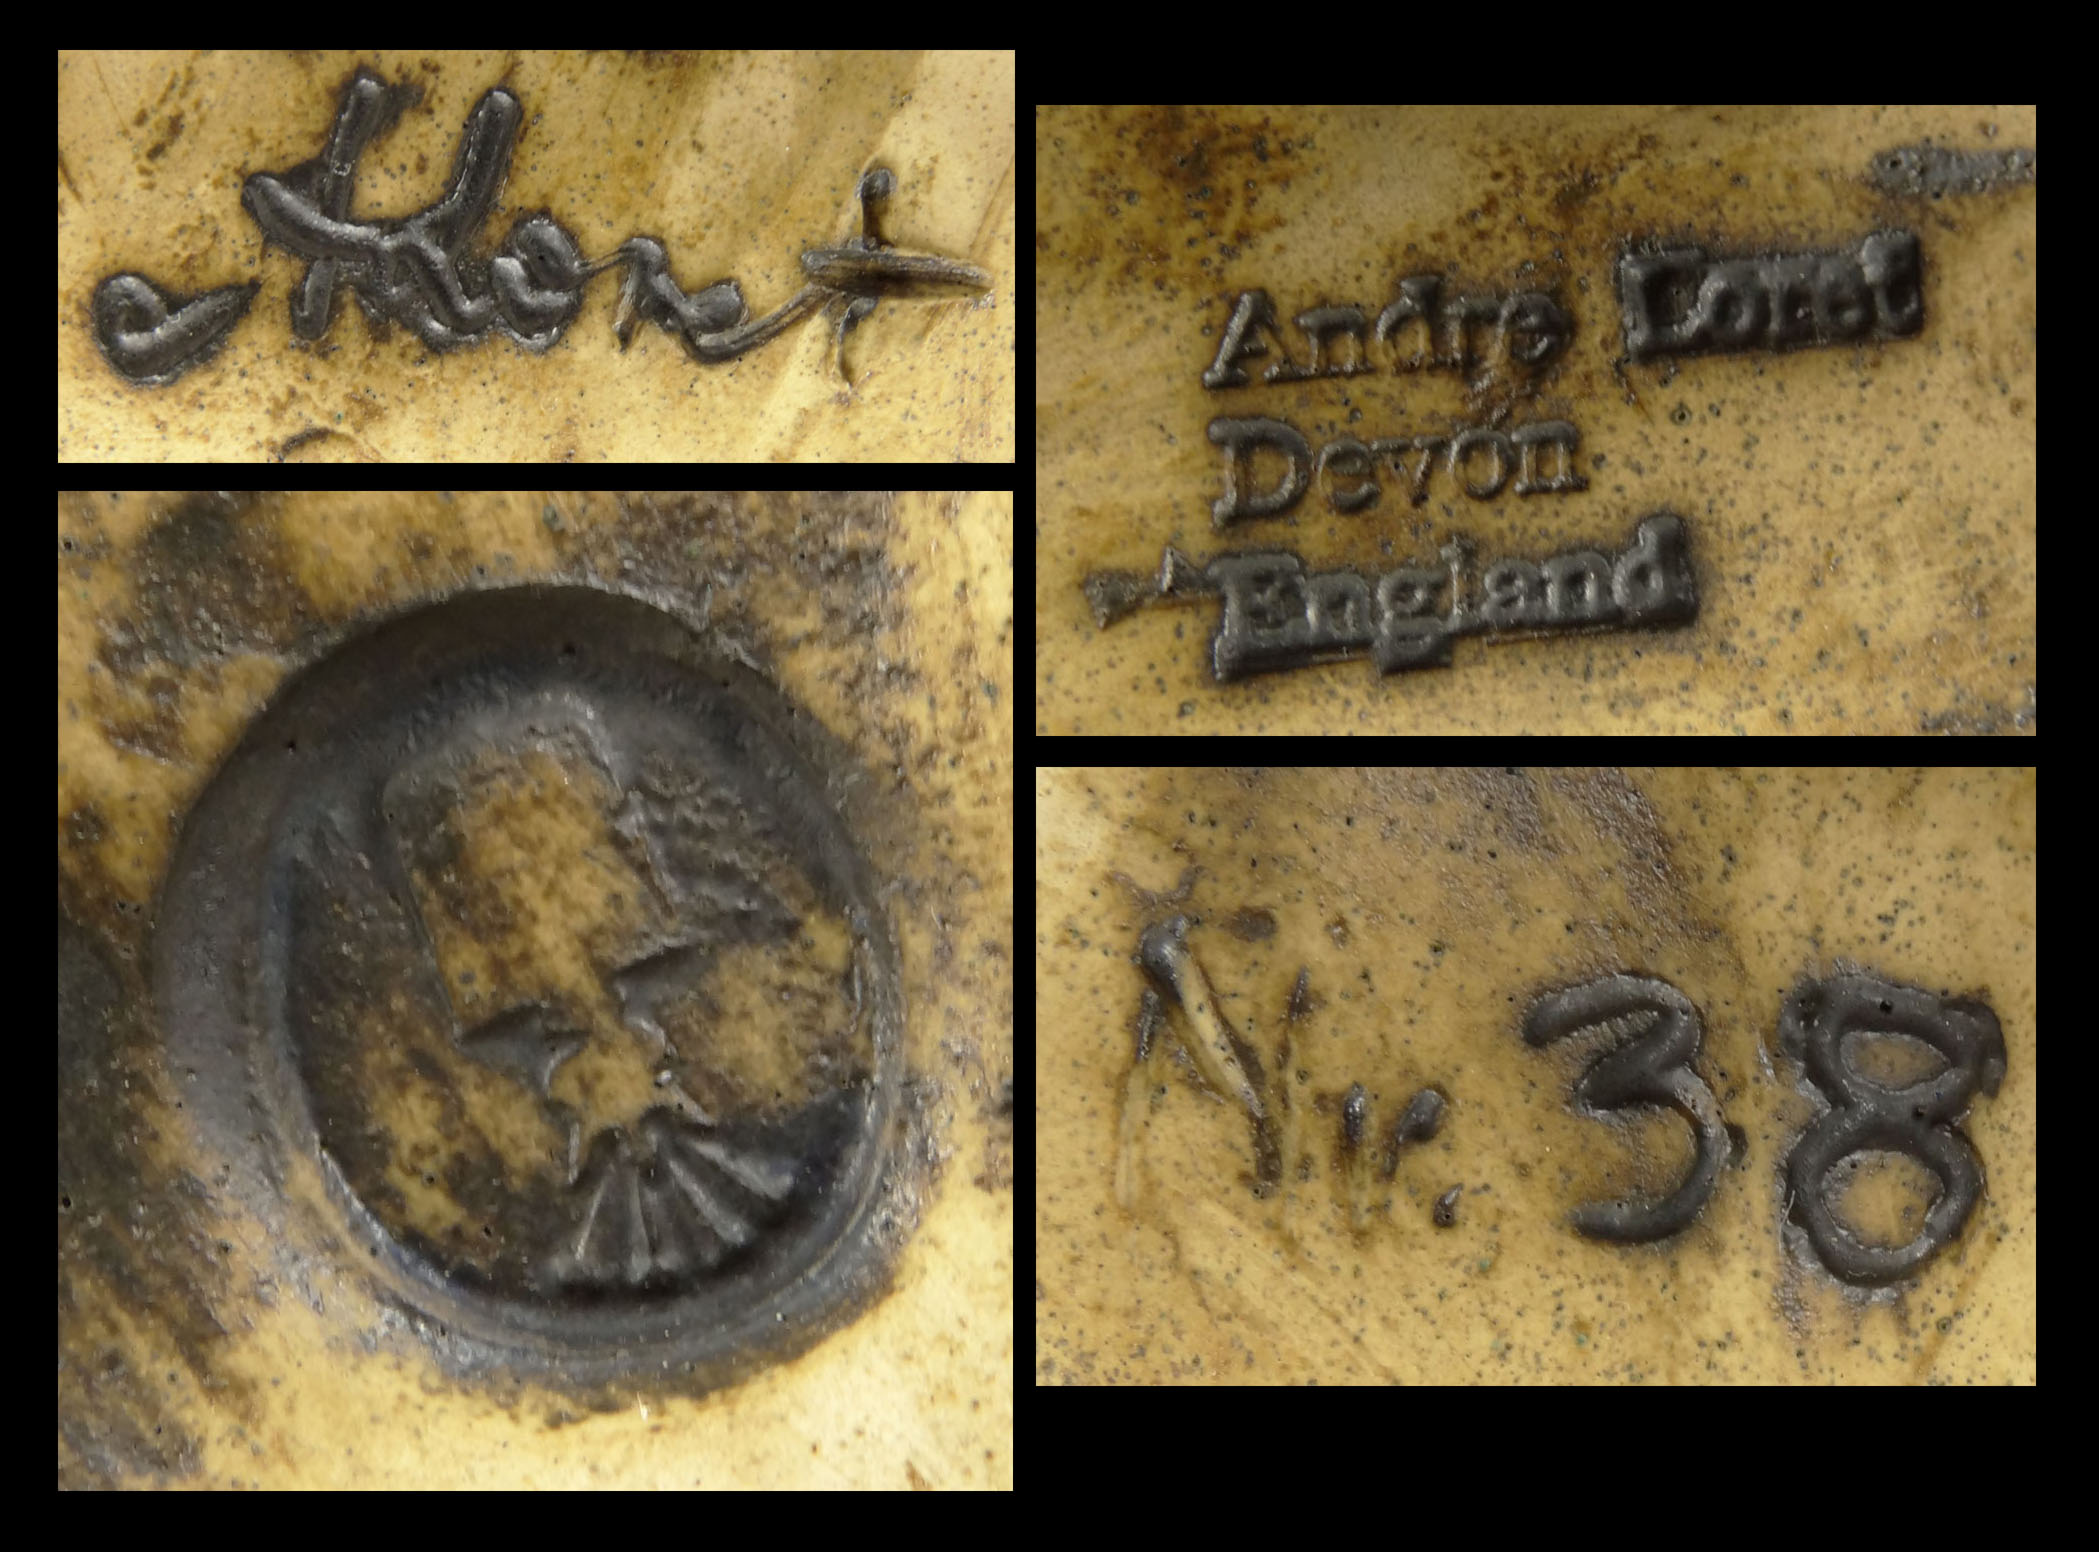 Andre Loret
Devon
England
Nr. 38